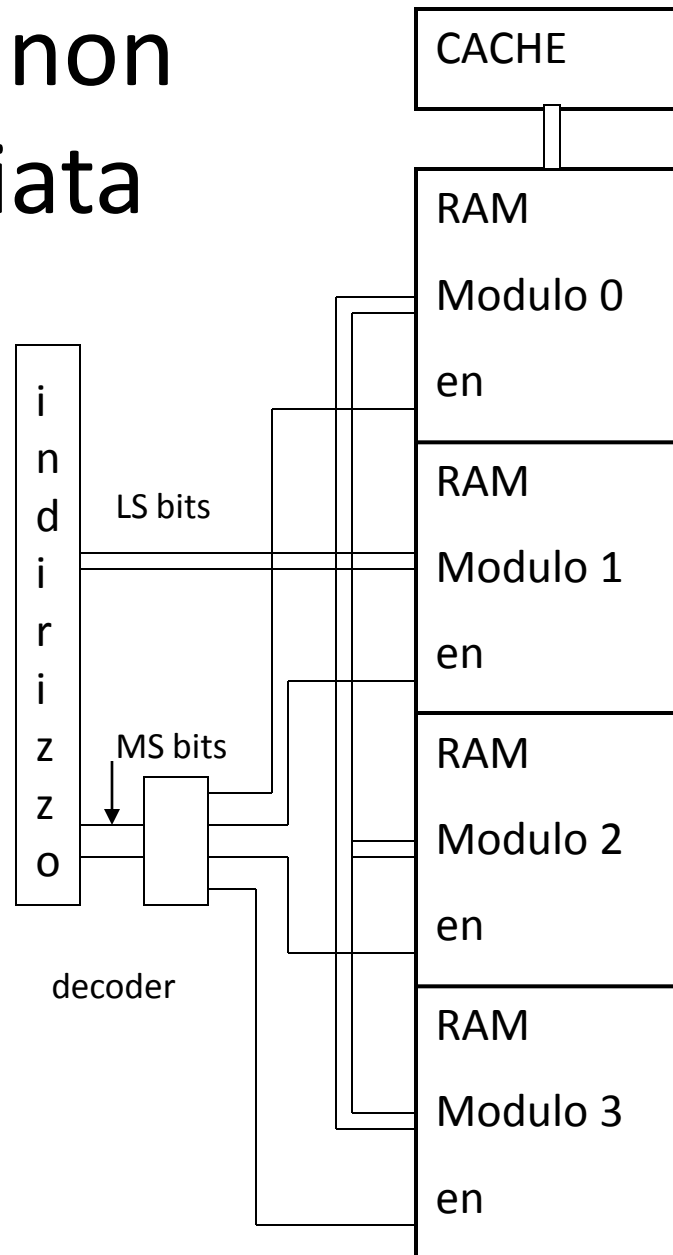 non
iata
CACHE
RAM
Modulo 0
en
i
n
d
i
r
i
z
z
o
LS bits
MS bits
decoder
RAM
Modulo 1
en
RAM
Modulo 2
en
RAM
Modulo 3
en